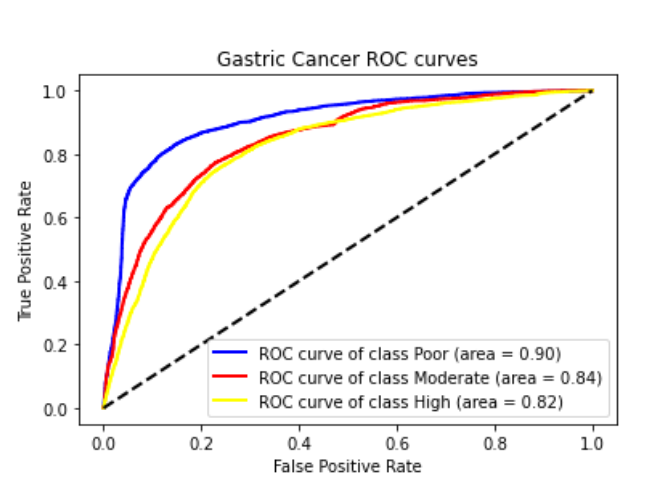 Gastric Cancer ROC curves
True Positive Rate
1.0
0.8
0.6
0.4
0.2
0.0
ROC curve of class Poor (area = 0.90)
ROC curve of class Moderate (area = 0.84)
ROC curve of class High (area = 0.82)
0.0 0.2 0.4 0.6 0.8 1.0
False Positive Rate